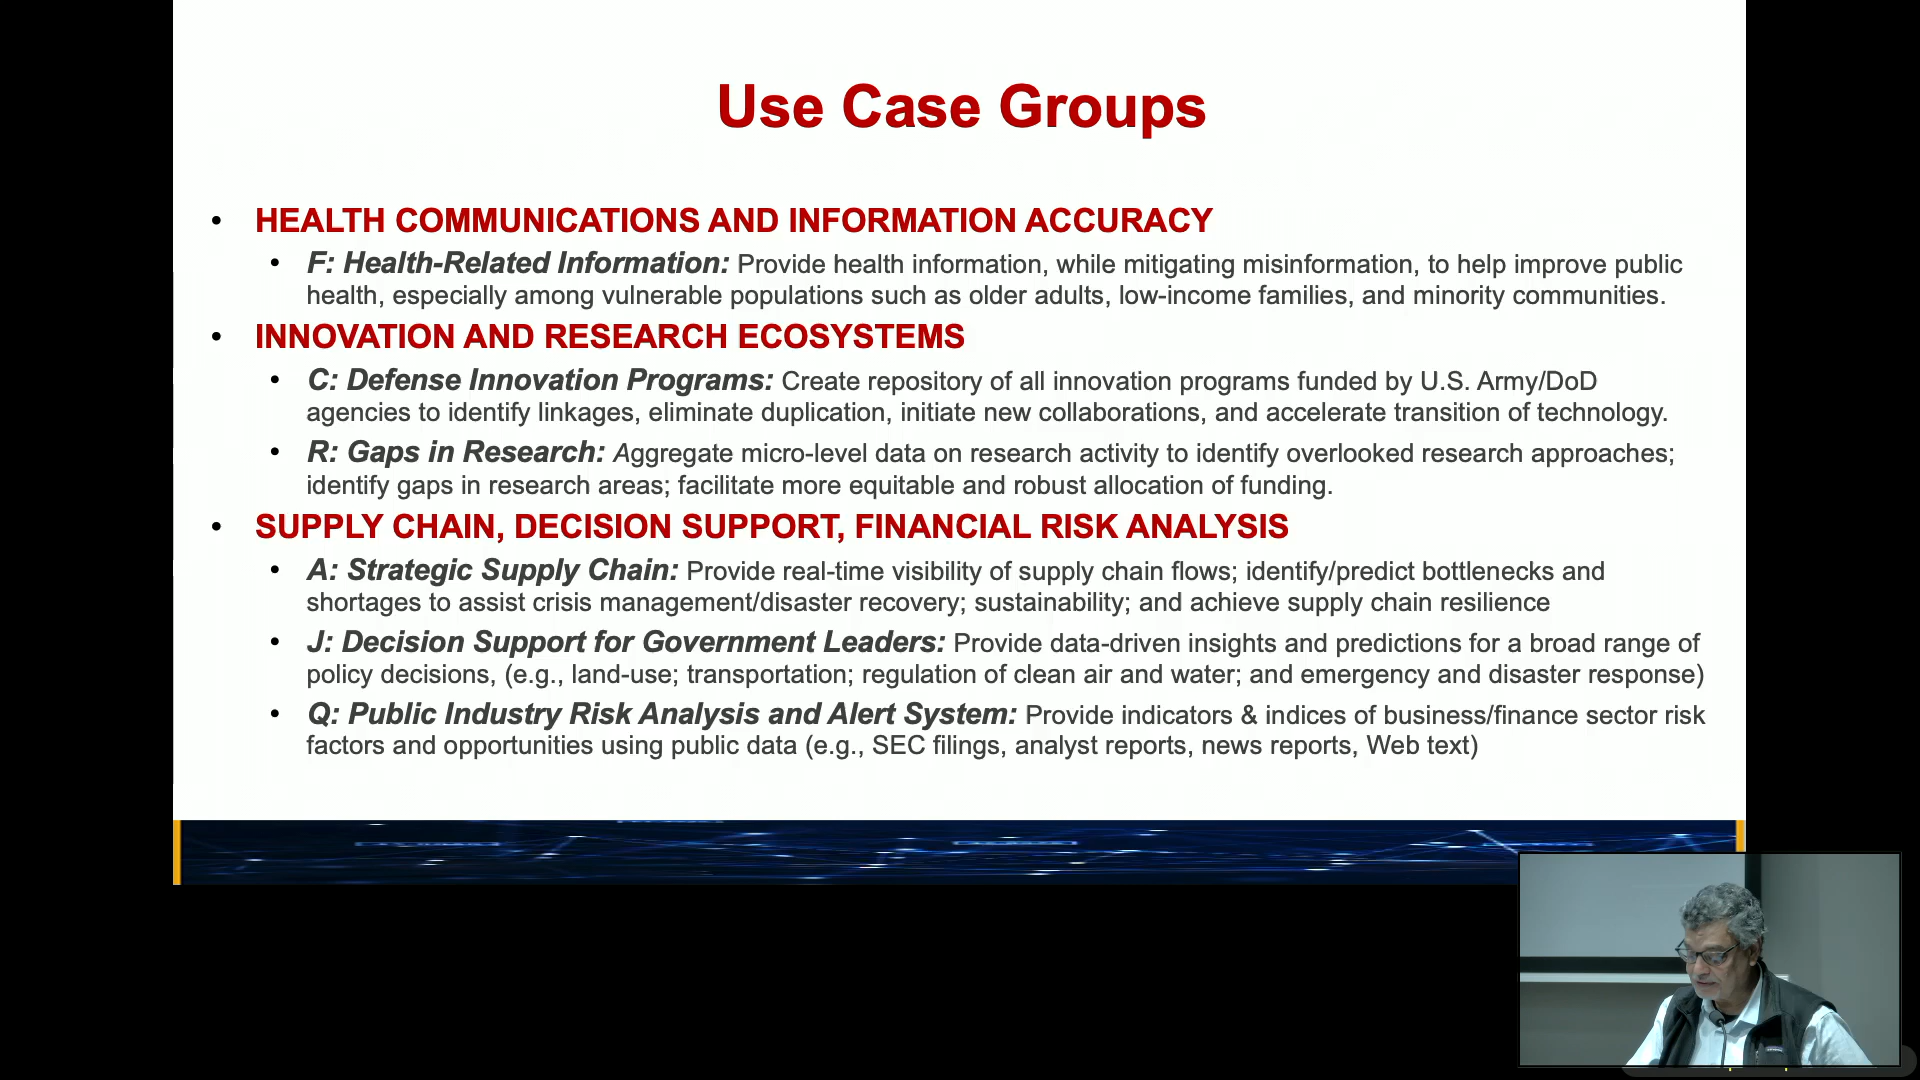 Use Case Groups
• HEALTH COMMUNICATIONS AND INFORMATION ACCURACY
• F: Health-Related Information: Provide health information, while mitigating misinformation, to help improve public
health, especially among vulnerable populations such as older adults, low-income families, and minority communities.
• INNOVATION AND RESEARCH ECOSYSTEMS
• C: Defense Innovation Programs: Create repository of all innovation programs funded by U.S. Army/DoD
agencies to identify linkages, eliminate duplication, initiate new collaborations, and accelerate transition of technology.
• R: Gaps in Research: Aggregate micro-level data on research activity to identify overlooked research approaches;
identify gaps in research areas; facilitate more equitable and robust allocation of funding.
• SUPPLY CHAIN, DECISION SUPPORT, FINANCIAL RISK ANALYSIS
• A: Strategic Supply Chain: Provide real-time visibility of supply chain flows; identify/predict bottlenecks and
shortages to assist crisis management/disaster recovery; sustainability; and achieve supply chain resilience
• J: Decision Support for Government Leaders: Provide data-driven insights and predictions for a broad range of
policy decisions, (e.g., land-use; transportation; regulation of clean air and water; and emergency and disaster response)
• Q: Public Industry Risk Analysis and Alert System: Provide indicators & indices of business/finance sector risk
factors and opportunities using public data (e.g., SEC filings, analyst reports, news reports, Web text)